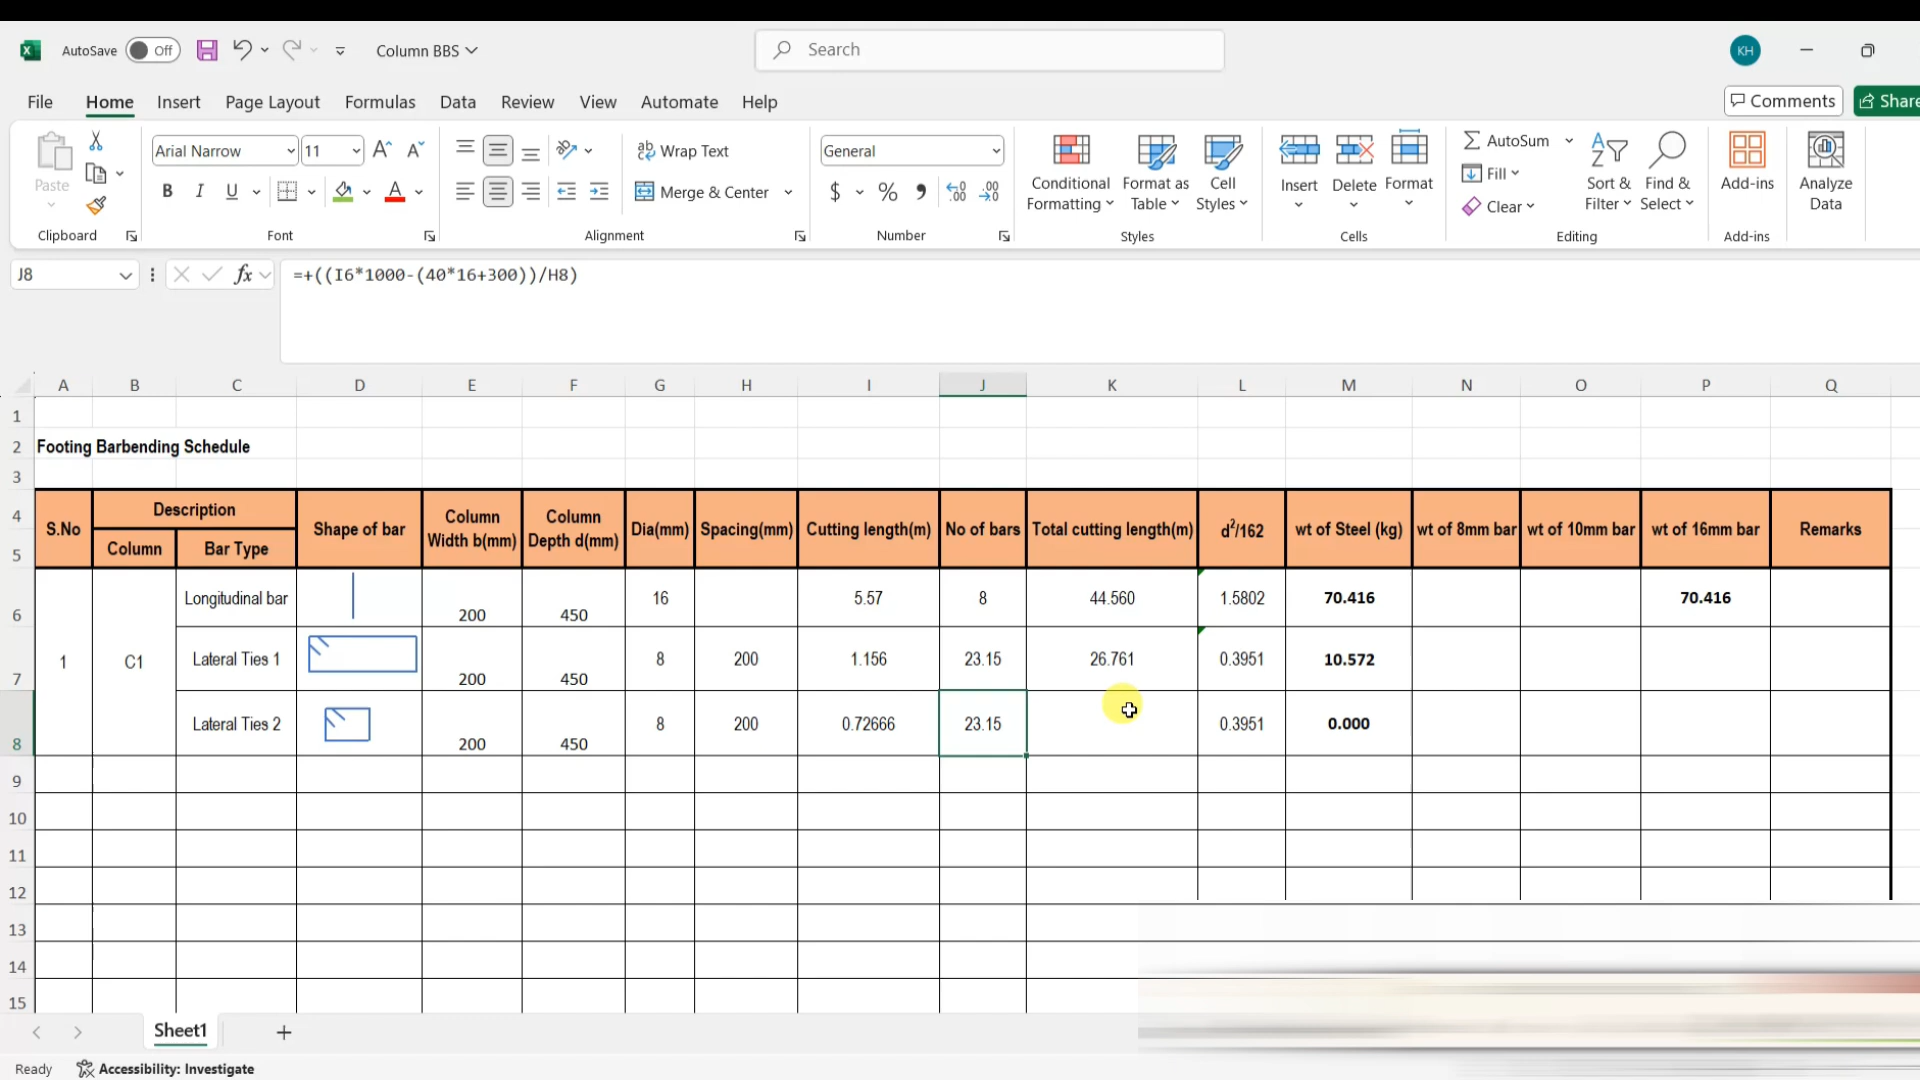 AutoSave Off Column BBS Search KH
File Home Insert Page Layout Formulas Data Review View Automate Help Comments Share
Paste Arial Narrow 11 Wrap Text General Conditional Formatting Format as Table Cell Styles Insert Delete Format AutoSum Fill Clear Sort & Filter Find & Select Add-ins Analyze Data
B I U Merge & Center $ % , .00
Clipboard Font Alignment Number Styles Cells Editing Add-ins
J8 fx =+((I6*1000-(40*16+300))/H8)
A B C D E F G H I J K L M N O P Q
1
2 Footing Barbending Schedule
3
4 S.No Description Shape of bar Column Width b(mm) Column Depth d(mm) Dia(mm) Spacing(mm) Cutting length(m) No of bars Total cutting length(m) d²/162 wt of Steel (kg) wt of 8mm bar wt of 10mm bar wt of 16mm bar Remarks
5 Column Bar Type
6 Longitudinal bar 200 450 16 5.57 8 44.560 1.5802 70.416 70.416
7 1 C1 Lateral Ties 1 200 450 8 200 1.156 23.15 26.761 0.3951 10.572
8 Lateral Ties 2 200 450 8 200 0.72666 23.15 0.3951 0.000
9
10
11
12
13
14
15
Sheet1
Ready Accessibility: Investigate